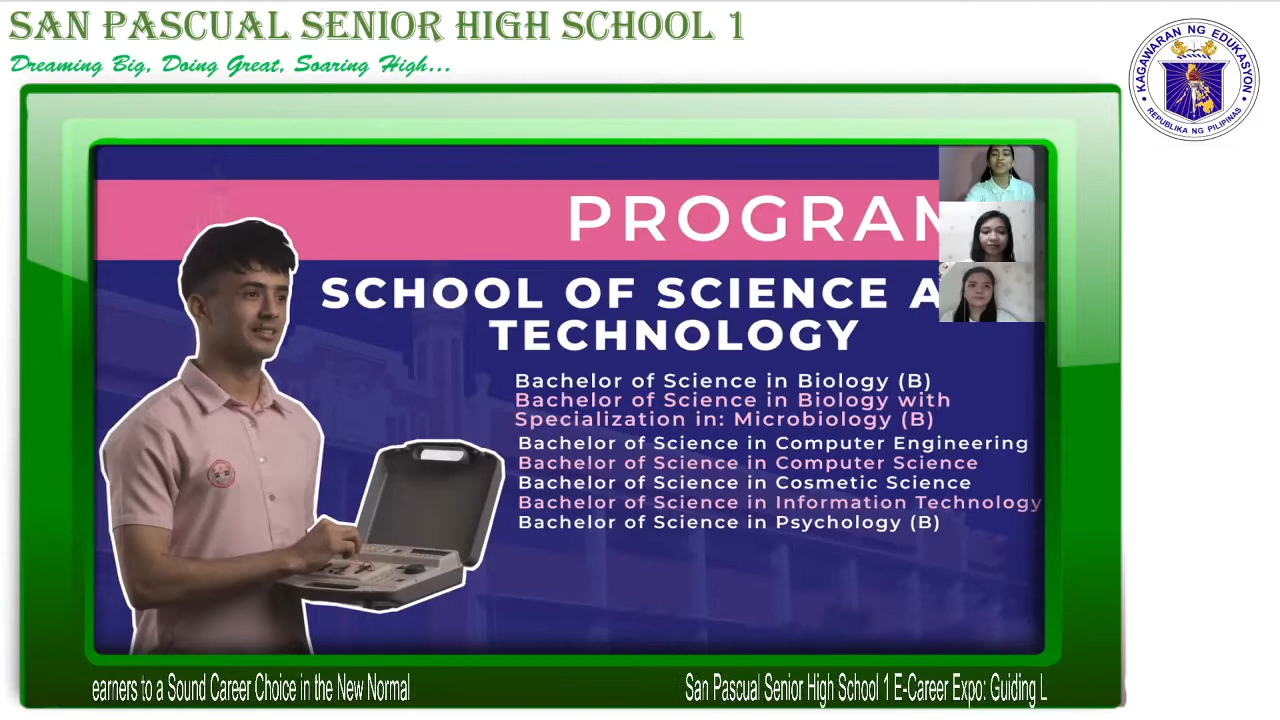 SAN PASCUAL SENIOR HIGH SCHOOL 1
Dreaming Big, Doing Great, Soaring High...
KAGAWARAN NG EDUKASYON
REPUBLIKA NG PILIPINAS
PROGRAM
SCHOOL OF SCIENCE A
TECHNOLOGY
Bachelor of Science in Biology (B)
Bachelor of Science in Biology with
Specialization in: Microbiology (B)
Bachelor of Science in Computer Engineering
Bachelor of Science in Computer Science
Bachelor of Science in Cosmetic Science
Bachelor of Science in Information Technology
Bachelor of Science in Psychology (B)
earners to a Sound Career Choice in the New Normal
San Pascual Senior High School 1 E-Career Expo: Guiding L